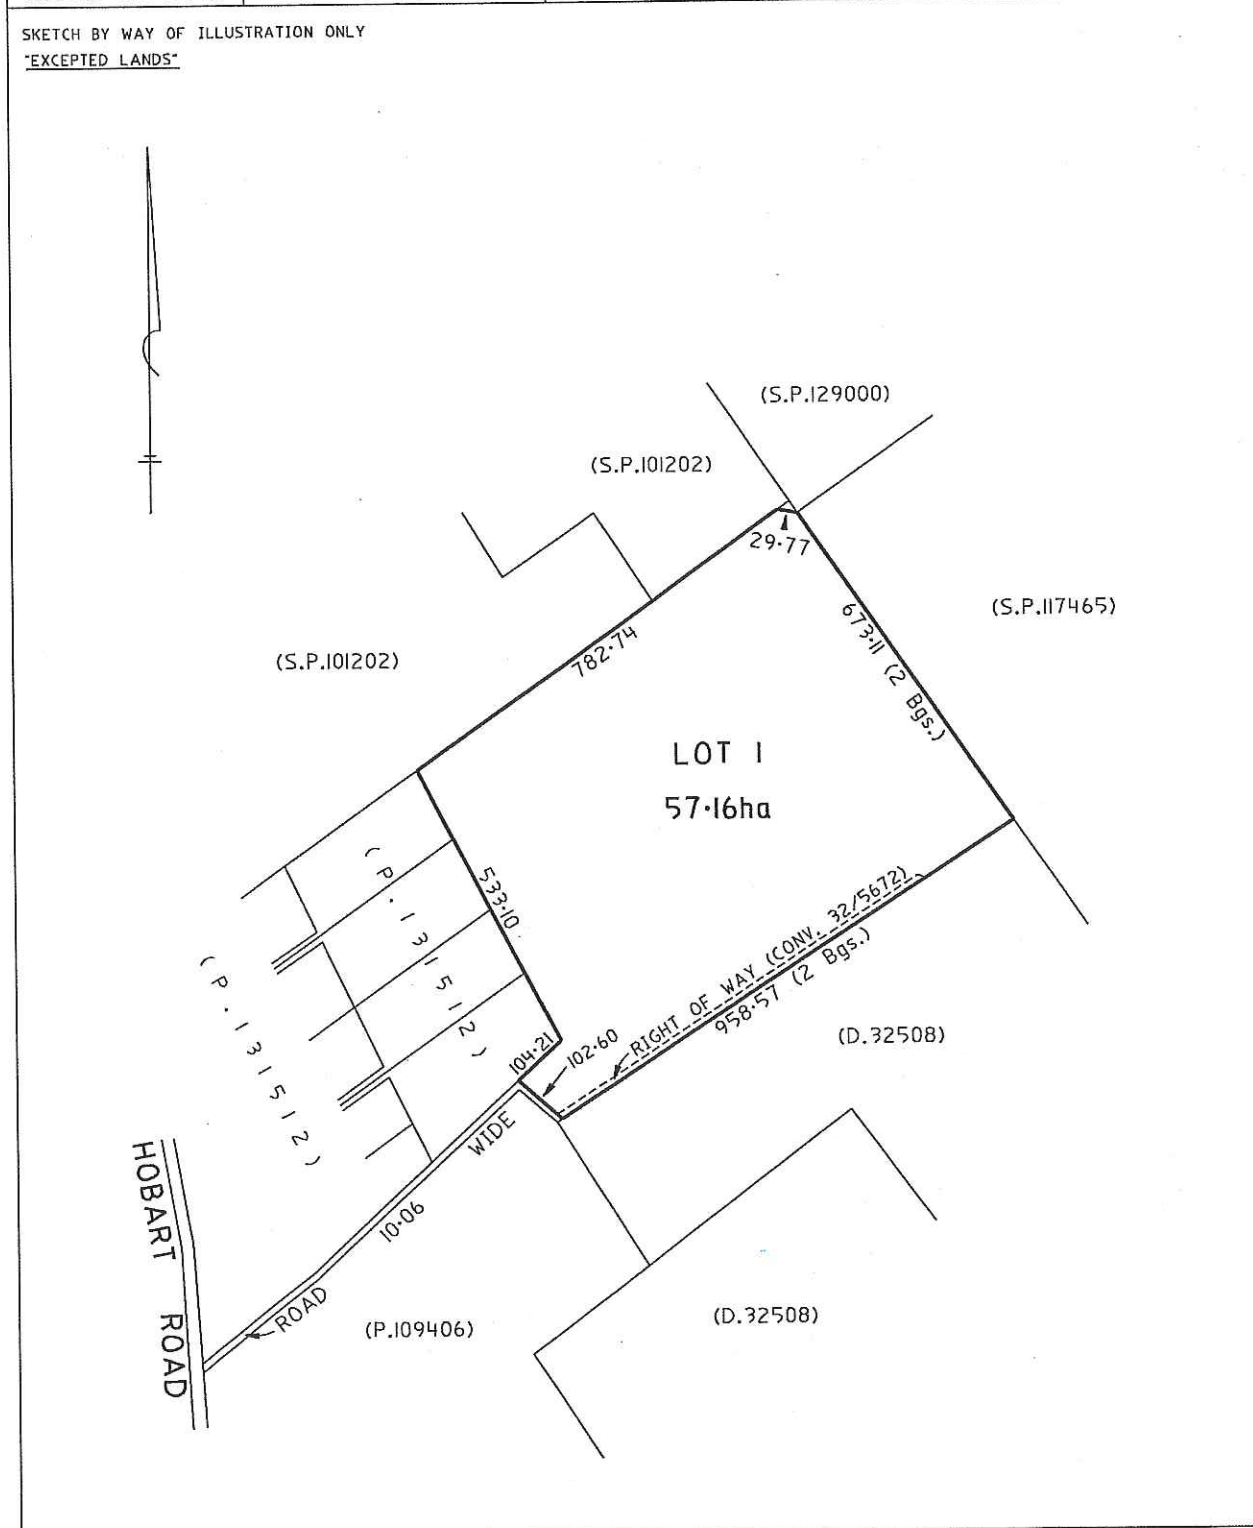 SKETCH BY WAY OF ILLUSTRATION ONLY
"EXCEPTED LANDS"
(S.P.129000)
(S.P.101202)
29·77
(S.P.117465)
673·11 (2 Bgs.)
782·74
(S.P.101202)
LOT 1
57·16ha
533·10
(P.131512)
(P.131512)
RIGHT OF WAY (CONV. 32/5672)
958·57 (2 Bgs.)
104·21
102·60
(D.32508)
WIDE
10·06
ROAD
HOBART ROAD
(P.109406)
(D.32508)